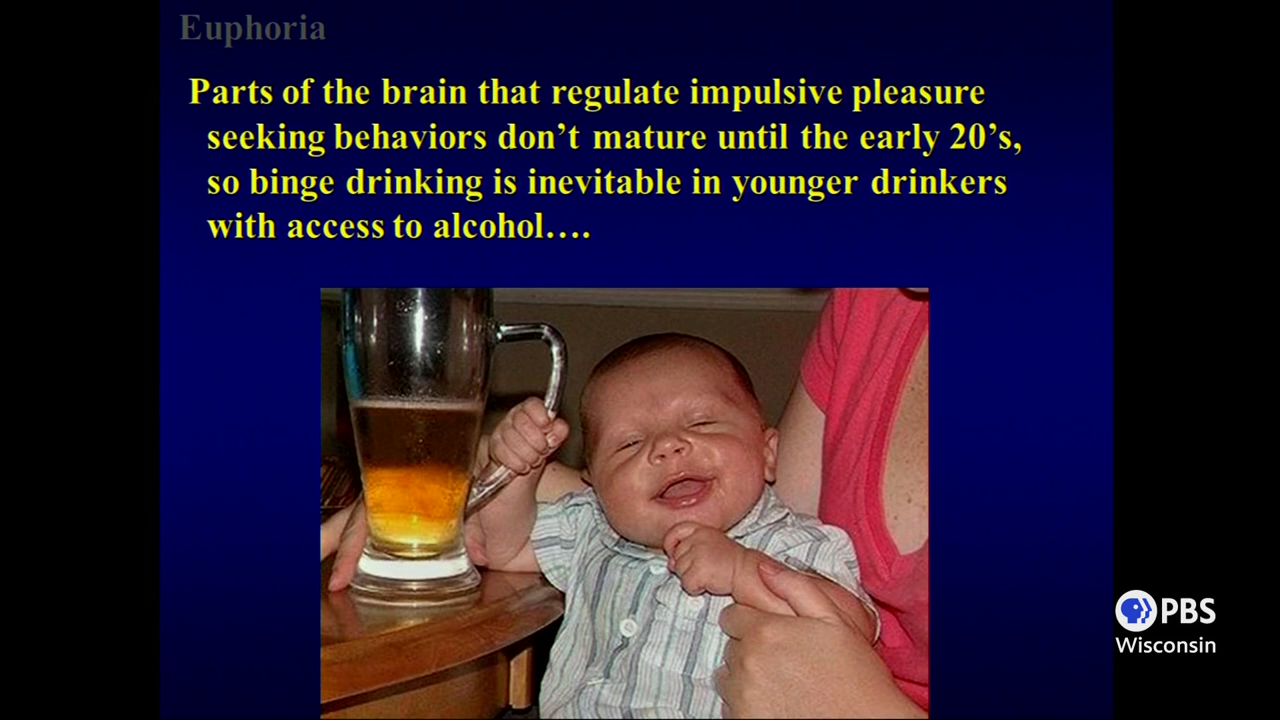 Euphoria
Parts of the brain that regulate impulsive pleasure
seeking behaviors don’t mature until the early 20’s,
so binge drinking is inevitable in younger drinkers
with access to alcohol….
PBS
Wisconsin